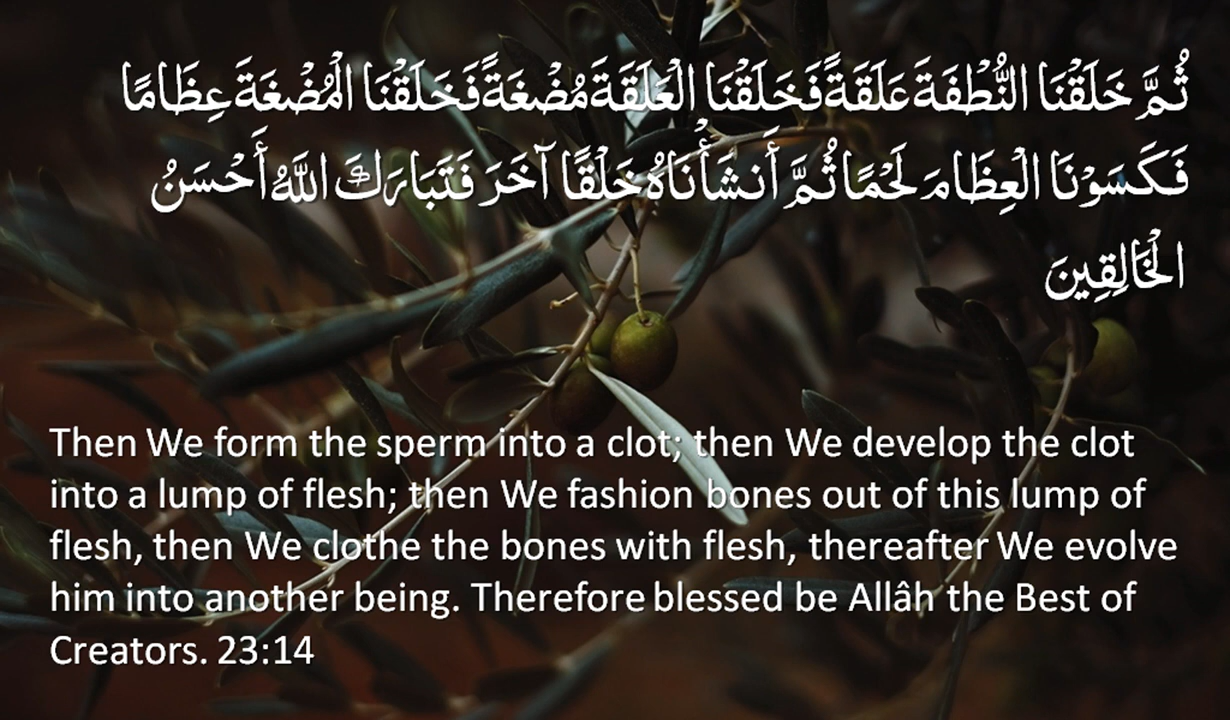 ثُمَّ خَلَقْنَا النُّطْفَةَ عَلَقَةً فَخَلَقْنَا الْعَلَقَةَ مُضْغَةً فَخَلَقْنَا الْمُضْغَةَ عِظَامًا
فَكَسَوْنَا الْعِظَامَ لَحْمًا ثُمَّ أَنشَأْنَاهُ خَلْقًا آخَرَ فَتَبَارَكَ اللَّهُ أَحْسَنُ
الْخَالِقِينَ
Then We form the sperm into a clot; then We develop the clot
into a lump of flesh; then We fashion bones out of this lump of
flesh, then We clothe the bones with flesh, thereafter We evolve
him into another being. Therefore blessed be Allâh the Best of
Creators. 23:14